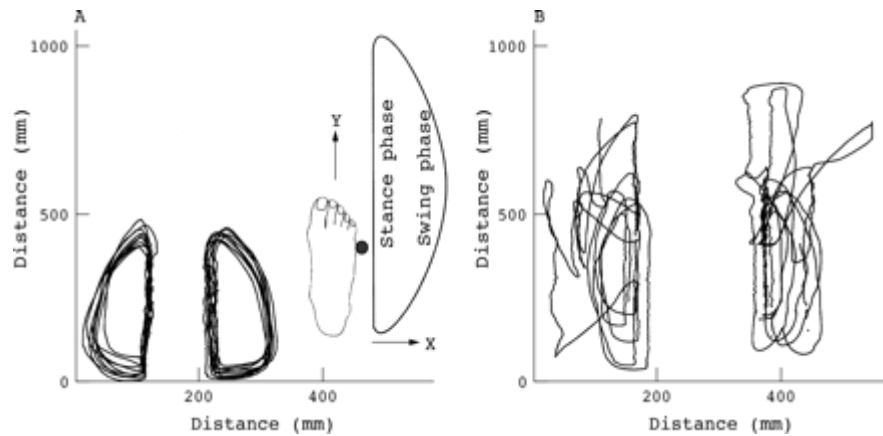 A
B
1000
500
0
Distance (mm)
Y
Stance phase
Swing phase
X
200
400
Distance (mm)
1000
500
0
Distance (mm)
200
400
Distance (mm)